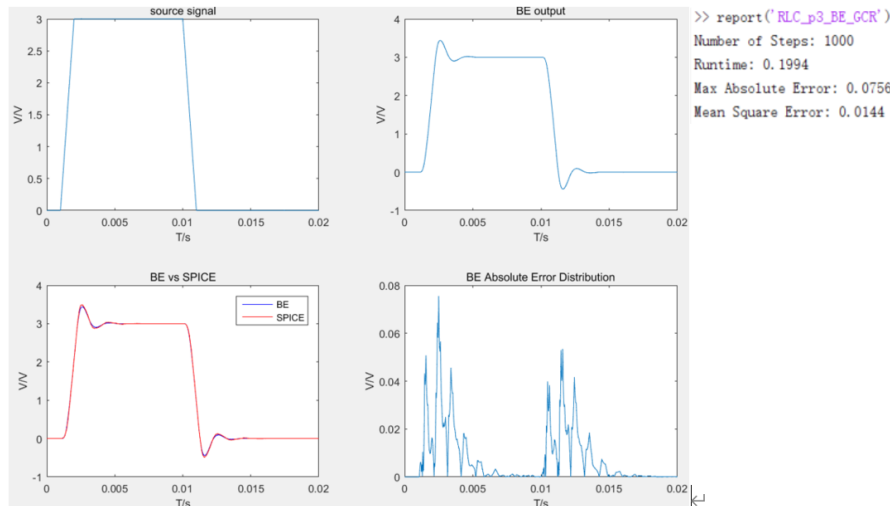 source signal
V/V
3
2.5
2
1.5
1
0.5
0
0 0.005 0.01 0.015 0.02
T/s
BE output
V/V
4
3
2
1
0
-1
0 0.005 0.01 0.015 0.02
T/s
>> report('RLC_p3_BE_GCR')
Number of Steps: 1000
Runtime: 0.1994
Max Absolute Error: 0.0756
Mean Square Error: 0.0144
BE vs SPICE
V/V
4
3
2
1
0
-1
0 0.005 0.01 0.015 0.02
T/s
BE
SPICE
BE Absolute Error Distribution
V/V
0.08
0.06
0.04
0.02
0
0 0.005 0.01 0.015 0.02
T/s